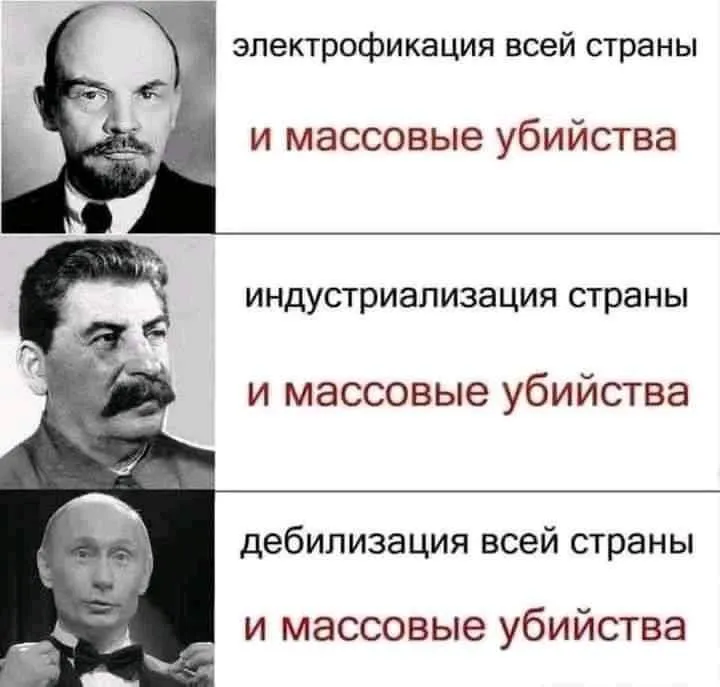 электрофикация всей страны
и массовые убийства
индустриализация страны
и массовые убийства
дебилизация всей страны
и массовые убийства